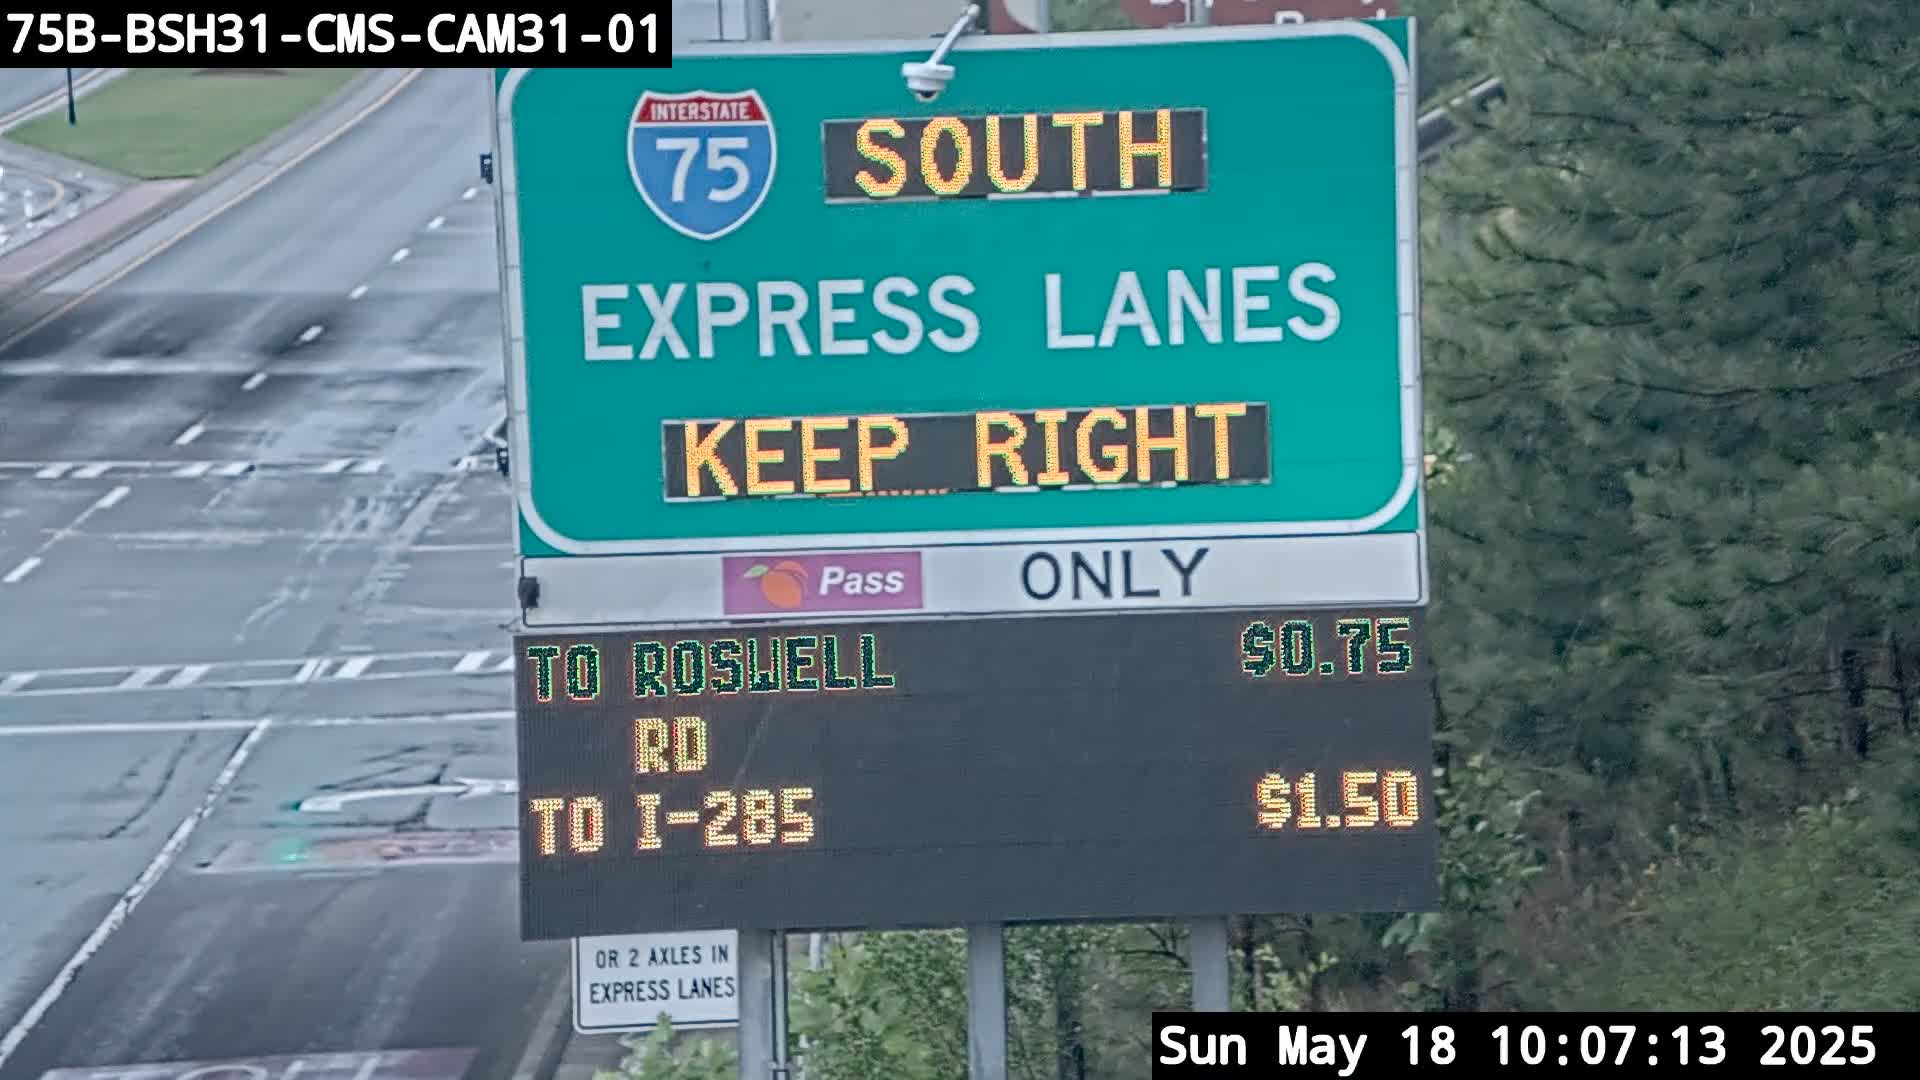 75B-BSH31-CMS-CAM31-01
INTERSTATE
75
SOUTH
EXPRESS LANES
KEEP RIGHT
Pass ONLY
TO ROSWELL $0.75
RD
TO I-285 $1.50
OR 2 AXLES IN
EXPRESS LANES
Sun May 18 10:07:13 2025